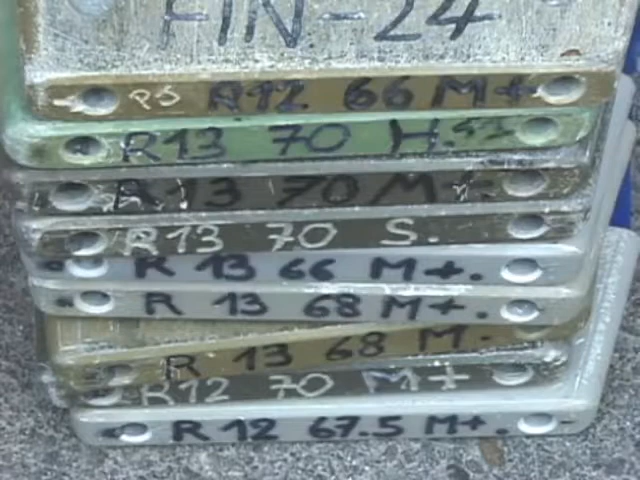 FIN-24
PS R12 66 M+
R13 70 H.
R13 70 M+
R13 70 S.
R 13 66 M+.
R 13 68 M+.
R 13 68 M.
R12 70 M+
R 12 67.5 M+.